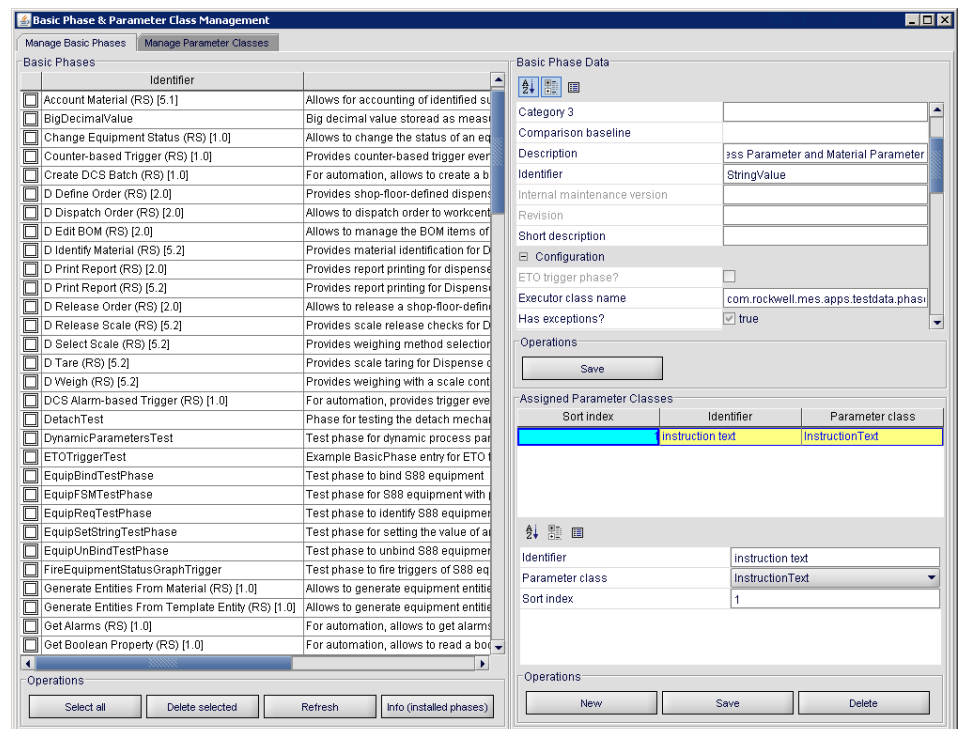 Basic Phase & Parameter Class Management
Manage Basic Phases Manage Parameter Classes
Basic Phases
Identifier
Account Material (RS) [5.1] Allows for accounting of identified su
BigDecimalValue Big decimal value storead as measu
Change Equipment Status (RS) [1.0] Allows to change the status of an eq
Counter-based Trigger (RS) [1.0] Provides counter-based trigger even
Create DCS Batch (RS) [1.0] For automation, allows to create a b
D Define Order (RS) [2.0] Provides shop-floor-defined dispens
D Dispatch Order (RS) [2.0] Allows to dispatch order to workcent
D Edit BOM (RS) [2.0] Allows to manage the BOM items of
D Identify Material (RS) [5.2] Provides material identification for D
D Print Report (RS) [2.0] Provides report printing for dispense
D Print Report (RS) [5.2] Provides report printing for Dispens
D Release Order (RS) [2.0] Allows to release a shop-floor-defin
D Release Scale (RS) [5.2] Provides scale release checks for D
D Select Scale (RS) [5.2] Provides weighing method selection
D Tare (RS) [5.2] Provides scale taring for Dispense o
D Weigh (RS) [5.2] Provides weighing with a scale cont
DCS Alarm-based Trigger (RS) [1.0] For automation, provides trigger eve
DetachTest Phase for testing the detach mechan
DynamicParametersTest Test phase for dynamic process par
ETOTriggerTest Example BasicPhase entry for ETO t
EquipBindTestPhase Test phase to bind S88 equipment
EquipFSMTestPhase Test phase for S88 equipment with p
EquipReqTestPhase Test phase to identify S88 equipmen
EquipSetStringTestPhase Test phase for setting the value of an
EquipUnBindTestPhase Test phase to unbind S88 equipmen
FireEquipmentStatusGraphTrigger Test phase to fire triggers of S88 eq
Generate Entities From Material (RS) [1.0] Allows to generate equipment entitie
Generate Entities From Template Entity (RS) [1.0] Allows to generate equipment entitie
Get Alarms (RS) [1.0] For automation, allows to get alarms
Get Boolean Property (RS) [1.0] For automation, allows to read a boo
Operations
Select all Delete selected Refresh Info (installed phases)
Basic Phase Data
Category 3
Comparison baseline
Description ess Parameter and Material Parameter
Identifier StringValue
Internal maintenance version
Revision
Short description
Configuration
ETO trigger phase?
Executor class name com.rockwell.mes.apps.testdata.phas
Has exceptions? true
Operations
Save
Assigned Parameter Classes
Sort index Identifier Parameter class
1 instruction text InstructionText
Identifier instruction text
Parameter class InstructionText
Sort index 1
Operations
New Save Delete